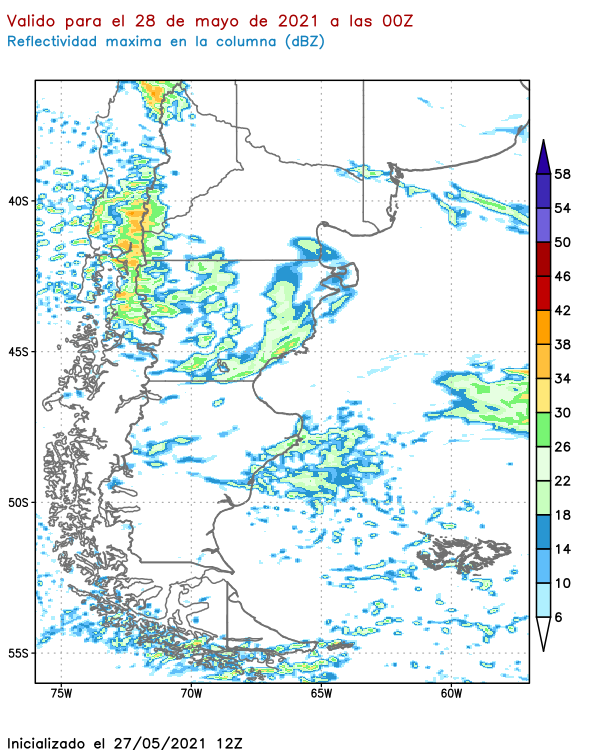 Valido para el 28 de mayo de 2021 a las 00Z
Reflectividad maxima en la columna (dBZ)
58
54
50
46
42
38
34
30
26
22
18
14
10
6
40S
45S
50S
55S
75W
70W
65W
60W
Inicializado el 27/05/2021 12Z